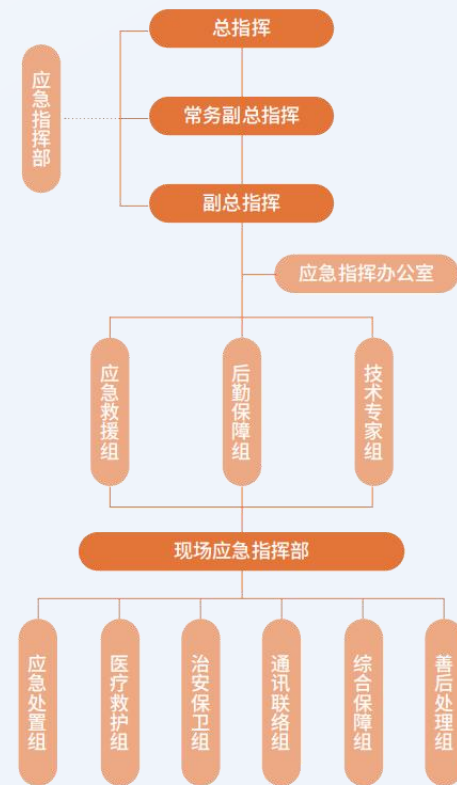 总指挥
应急指挥部
常务副总指挥
副总指挥
应急指挥办公室
应急救援组
后勤保障组
技术专家组
现场应急指挥部
应急处置组
医疗救护组
治安保卫组
通讯联络组
综合保障组
善后处理组